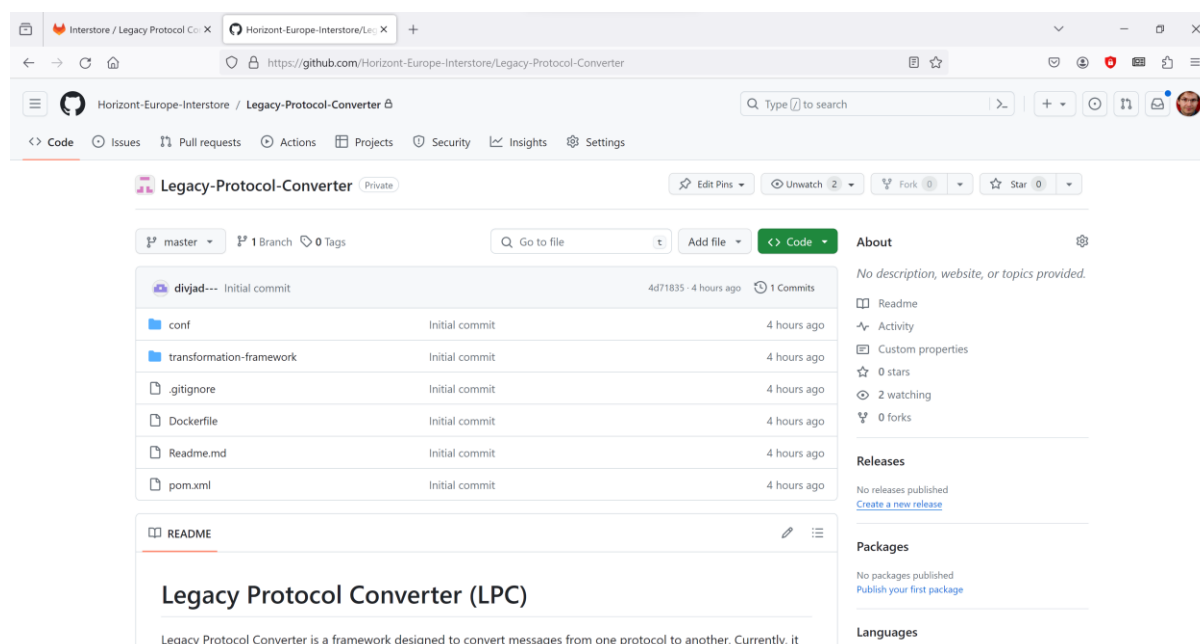 Interstore / Legacy Protocol Co
Horizont-Europe-Interstore/Leg
https://github.com/Horizont-Europe-Interstore/Legacy-Protocol-Converter
Horizont-Europe-Interstore / Legacy-Protocol-Converter
Type / to search
Code Issues Pull requests Actions Projects Security Insights Settings
Legacy-Protocol-Converter Private
Edit Pins Unwatch 2 Fork 0 Star 0
master 1 Branch 0 Tags
Go to file t Add file Code
divjad--- Initial commit 4d71835 · 4 hours ago 1 Commits
conf Initial commit 4 hours ago
transformation-framework Initial commit 4 hours ago
.gitignore Initial commit 4 hours ago
Dockerfile Initial commit 4 hours ago
Readme.md Initial commit 4 hours ago
pom.xml Initial commit 4 hours ago
README
Legacy Protocol Converter (LPC)
Legacy Protocol Converter is a framework designed to convert messages from one protocol to another. Currently, it
About
No description, website, or topics provided.
Readme
Activity
Custom properties
0 stars
2 watching
0 forks
Releases
No releases published
Create a new release
Packages
No packages published
Publish your first package
Languages